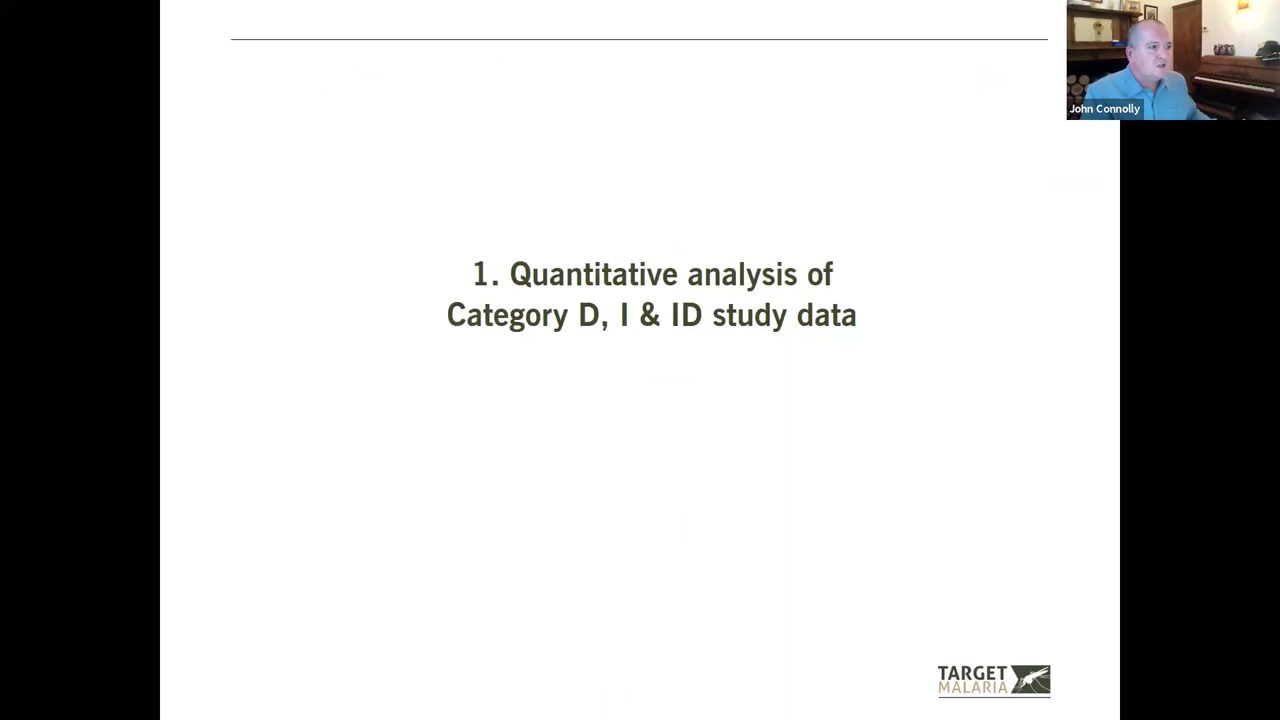 John Connolly
1. Quantitative analysis of
Category D, I & ID study data
TARGET
MALARIA